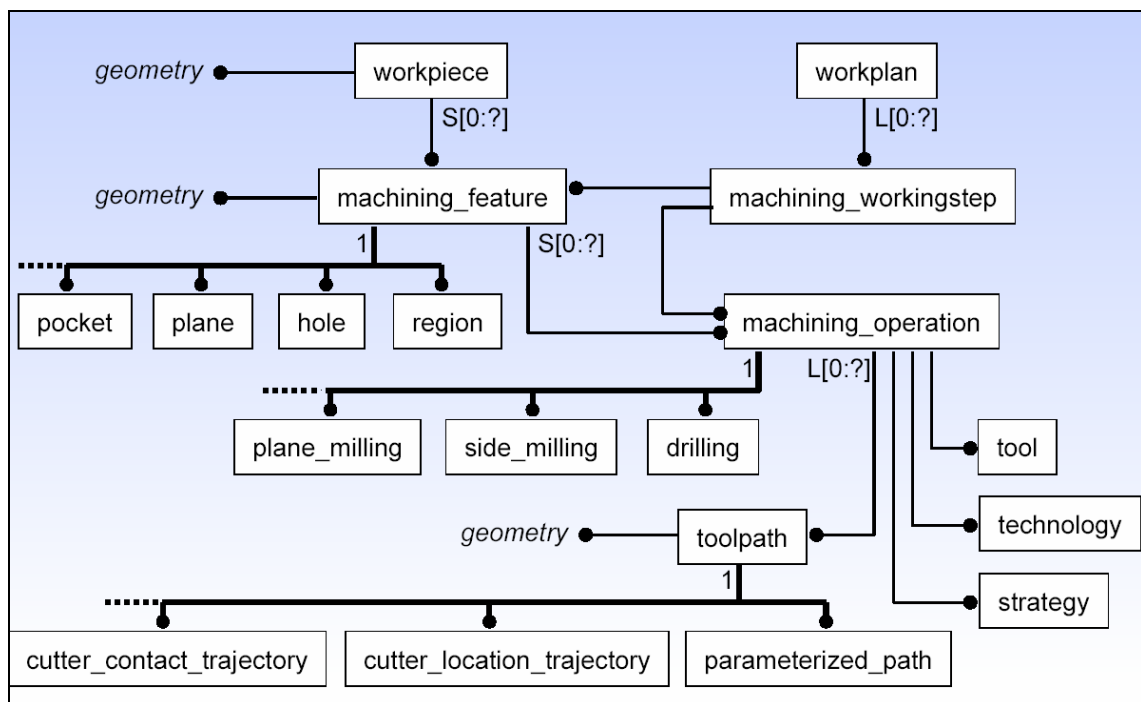 geometry
workpiece
workplan
S[0:?]
L[0:?]
geometry
machining_feature
machining_workingstep
1
S[0:?]
pocket
plane
hole
region
machining_operation
1
L[0:?]
plane_milling
side_milling
drilling
tool
geometry
toolpath
technology
1
strategy
cutter_contact_trajectory
cutter_location_trajectory
parameterized_path